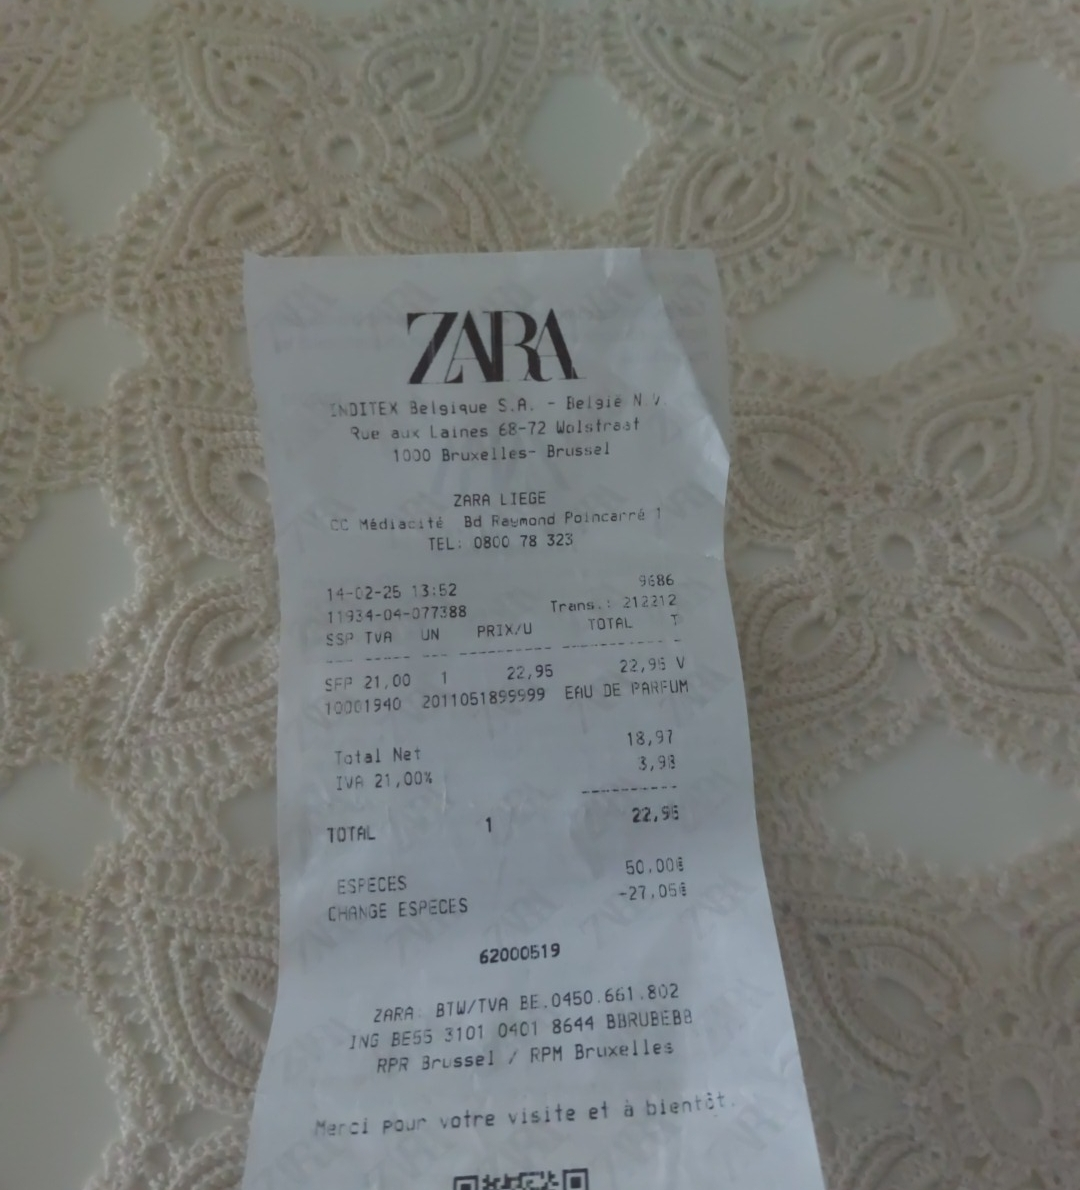 ZARA
INDITEX Belgique S.A. - België N.V.
Rue aux Laines 68-72 Wolstraat
1000 Bruxelles- Brussel
ZARA LIEGE
CC Médiacité Bd Raymond Poincarré 1
TEL: 0800 78 323
14-02-25 13:52 9686
11934-04-077388 Trans.: 212212
SSP TVA UN PRIX/U TOTAL T
SFP 21,00 1 22,95 22,95 V
10001940 2011051899999 EAU DE PARFUM
Total Net 18,97
IVA 21,00% 3,98
TOTAL 1 22,95
ESPECES 50,00€
CHANGE ESPECES -27,05€
62000519
ZARA: BTW/TVA BE.0450.661.802
ING BE55 3101 0401 8644 BBRUBEBB
RPR Brussel / RPM Bruxelles
Merci pour votre visite et à bientôt.